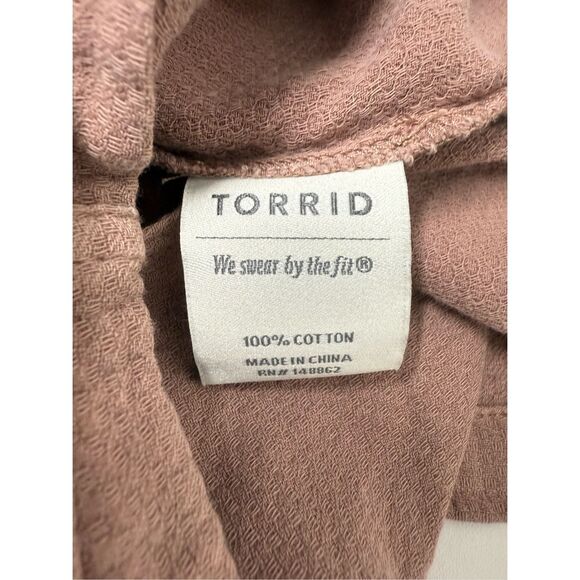 TORRID
We swear by the fit®
100% COTTON
MADE IN CHINA
RN# 148862